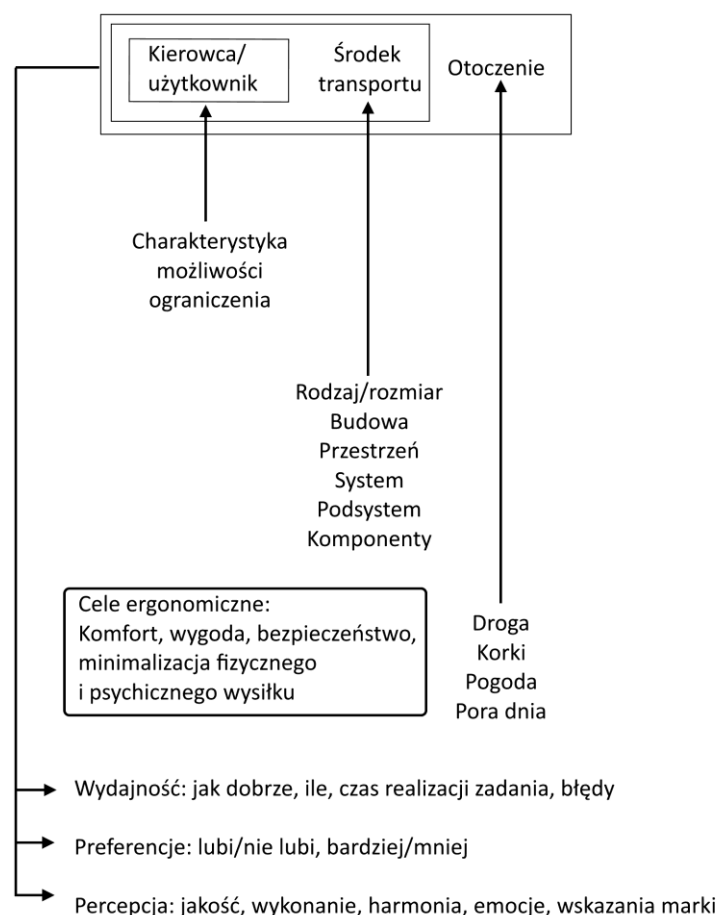 Kierowca/
użytkownik
Środek
transportu
Otoczenie
Charakterystyka
możliwości
ograniczenia
Rodzaj/rozmiar
Budowa
Przestrzeń
System
Podsystem
Komponenty
Cele ergonomiczne:
Komfort, wygoda, bezpieczeństwo,
minimalizacja fizycznego
i psychicznego wysiłku
Droga
Korki
Pogoda
Pora dnia
Wydajność: jak dobrze, ile, czas realizacji zadania, błędy
Preferencje: lubi/nie lubi, bardziej/mniej
Percepcja: jakość, wykonanie, harmonia, emocje, wskazania marki